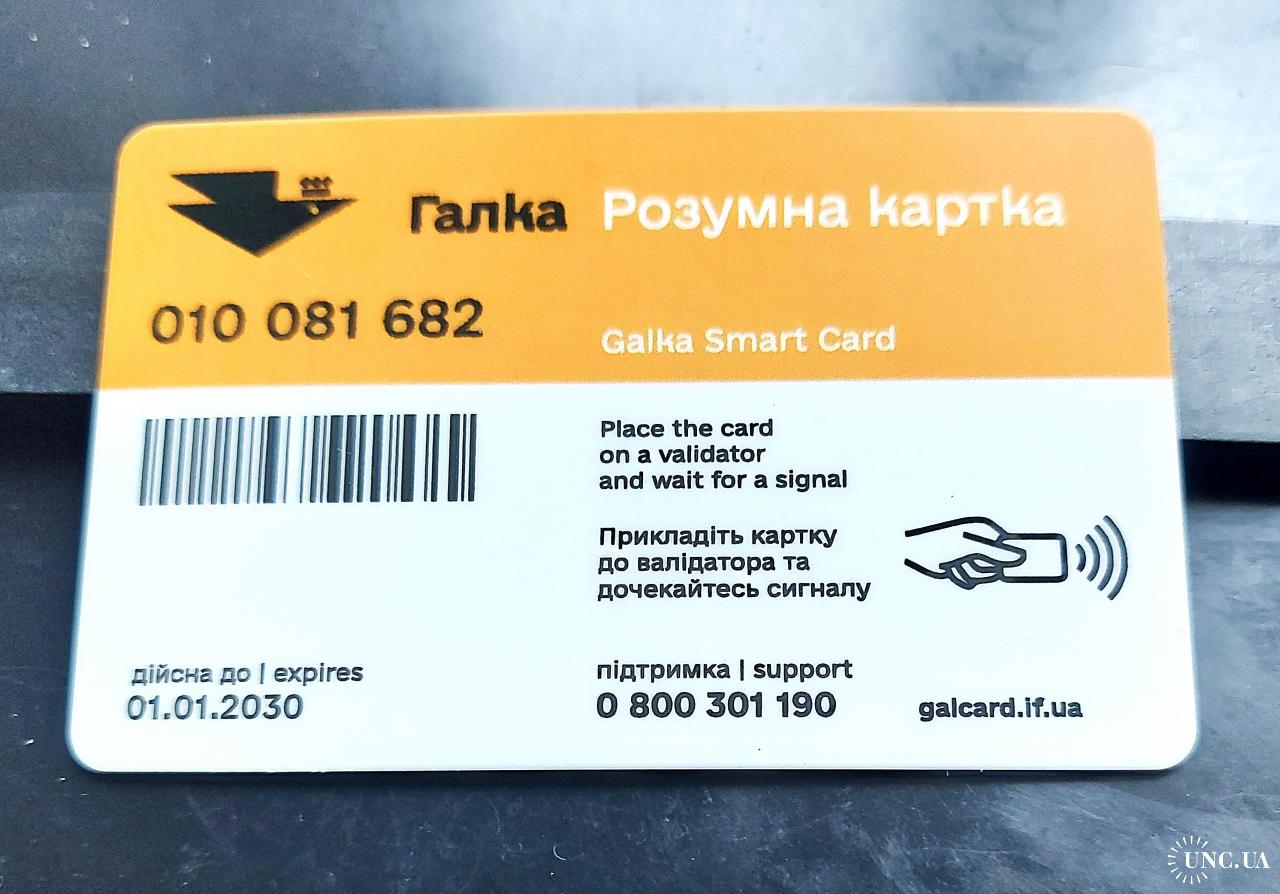 Галка Розумна картка
010 081 682
Galka Smart Card
Place the card
on a validator
and wait for a signal
Прикладіть картку
до валідатора та
дочекайтесь сигналу
дійсна до | expires
01.01.2030
підтримка | support
0 800 301 190
galcard.if.ua
UNC.UA